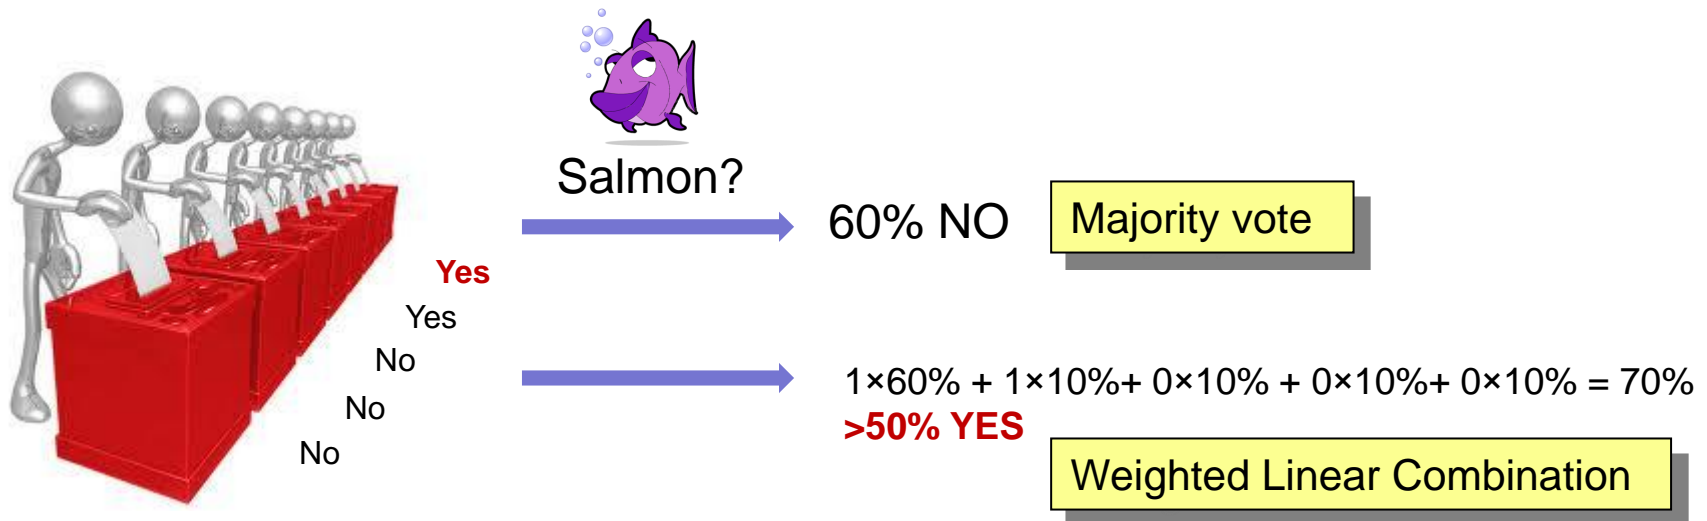 Salmon?
60% NO
Majority vote
Yes
Yes
No
No
No
1×60% + 1×10%+ 0×10% + 0×10%+ 0×10% = 70%
>50% YES
Weighted Linear Combination